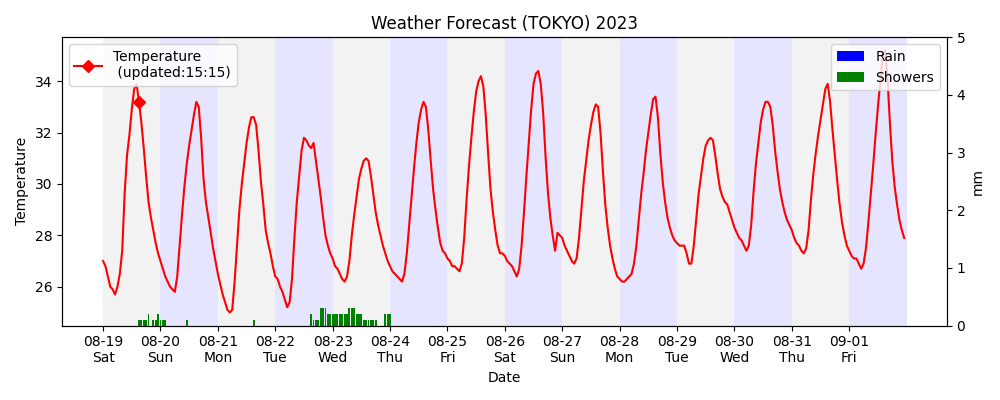 Weather Forecast (TOKYO) 2023
Temperature
(updated:15:15)
Rain
Showers
Temperature
34
32
30
28
26
5
4
3
2
1
0
mm
08-19 08-20 08-21 08-22 08-23 08-24 08-25 08-26 08-27 08-28 08-29 08-30 08-31 09-01
Sat Sun Mon Tue Wed Thu Fri Sat Sun Mon Tue Wed Thu Fri
Date